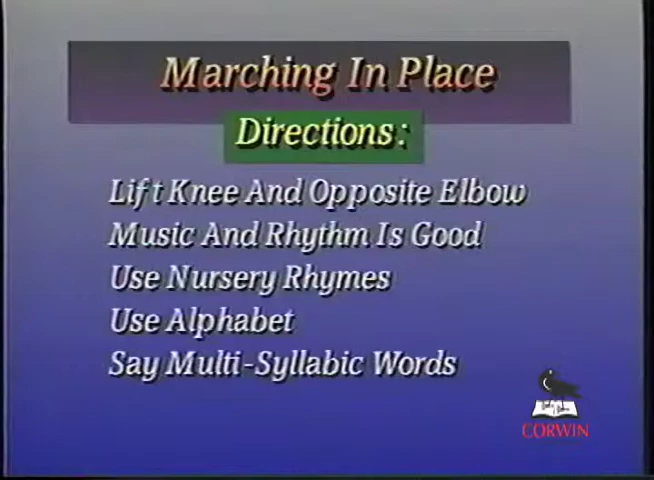 Marching In Place
Directions:
Lift Knee And Opposite Elbow
Music And Rhythm Is Good
Use Nursery Rhymes
Use Alphabet
Say Multi-Syllabic Words
CORWIN